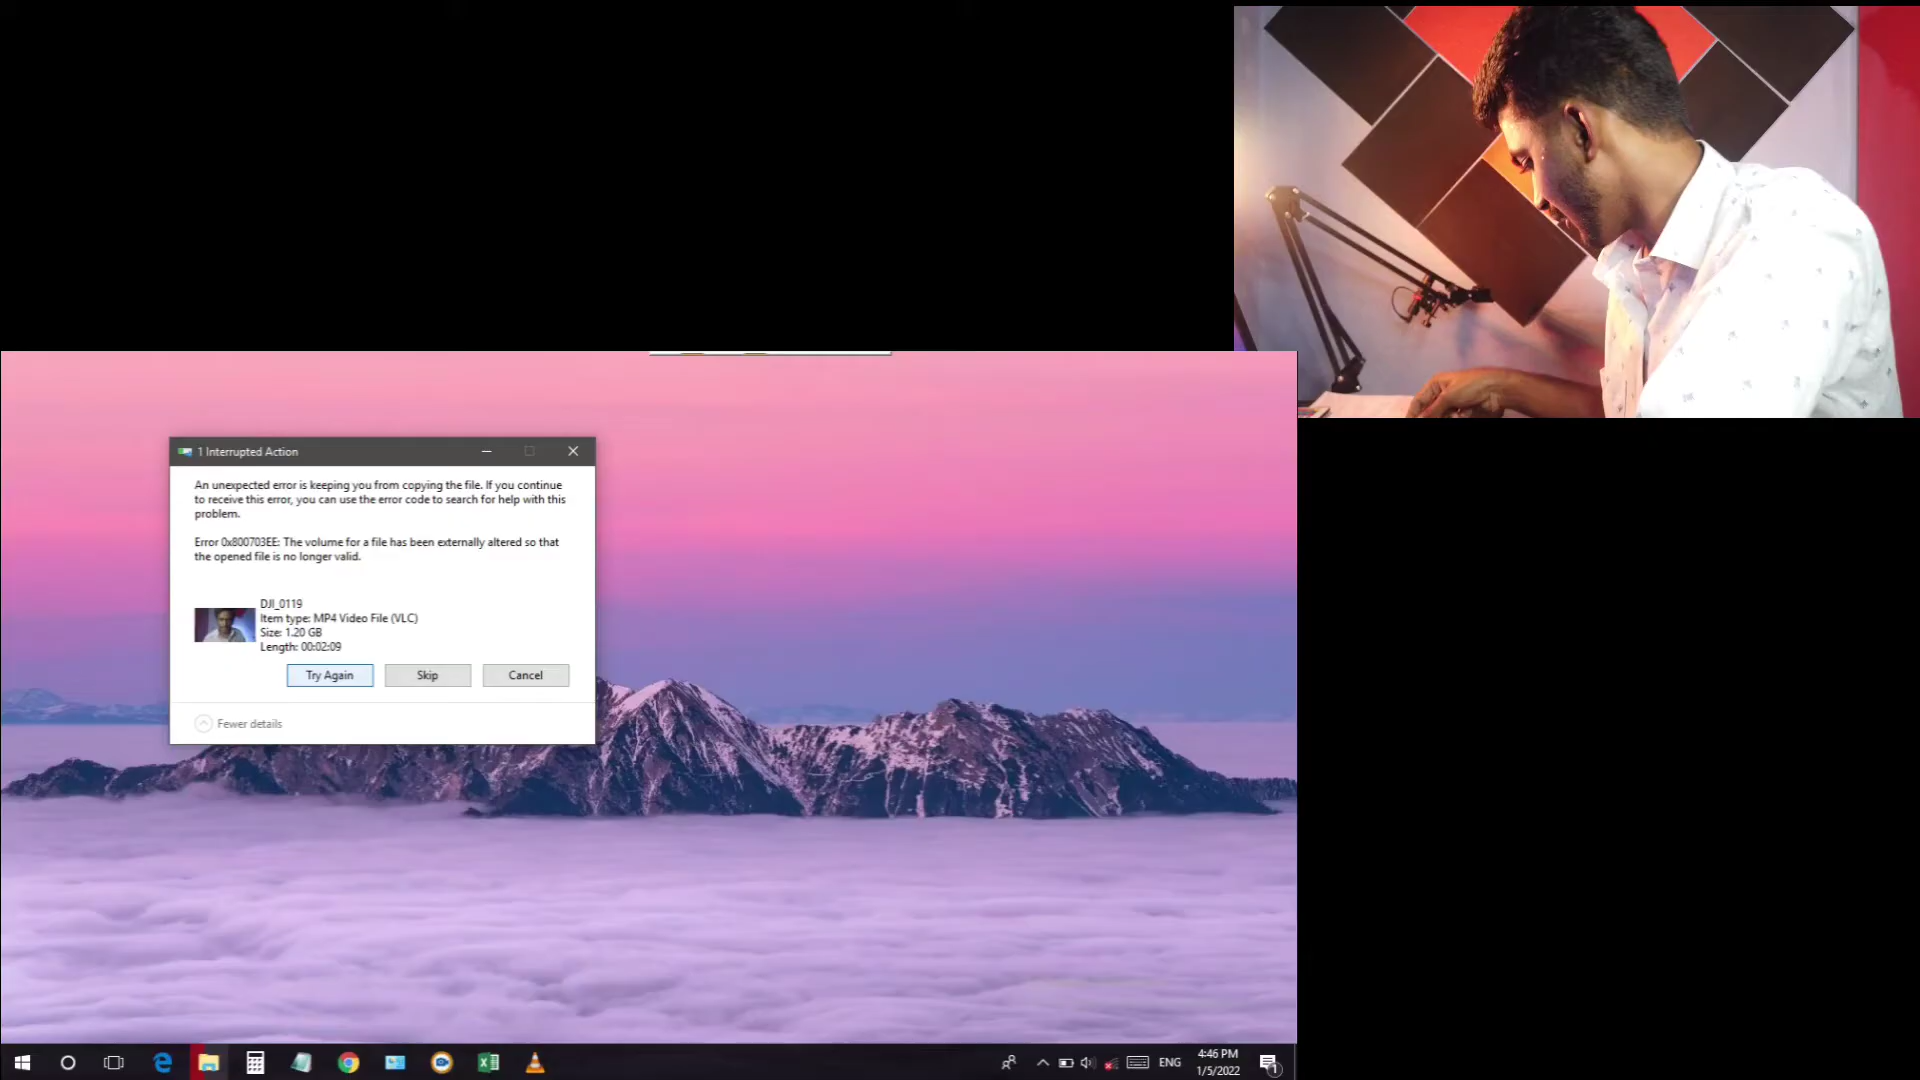 1 Interrupted Action
An unexpected error is keeping you from copying the file. If you continue
to receive this error, you can use the error code to search for help with this
problem.
Error 0x800703EE: The volume for a file has been externally altered so that
the opened file is no longer valid.
DJI_0119
Item type: MP4 Video File (VLC)
Size: 1.20 GB
Length: 00:02:09
Try Again
Skip
Cancel
Fewer details
ENG
4:46 PM
1/5/2022
1